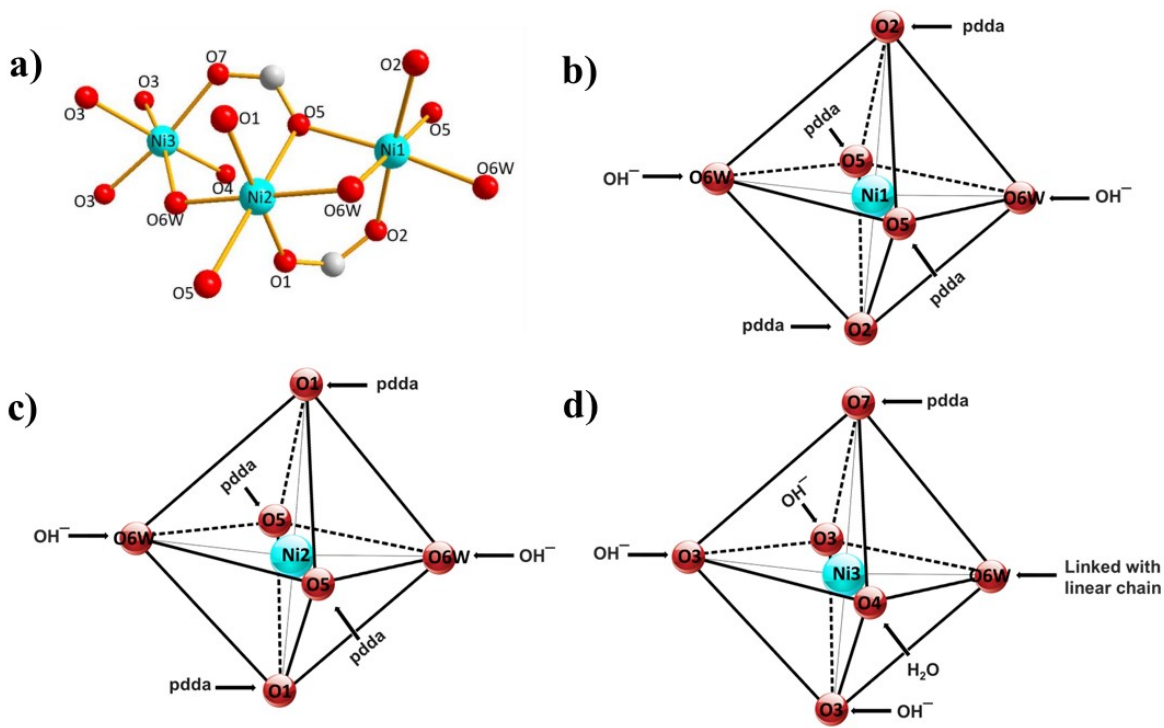 a)
O7
O3
O3
O1
O5
O2
O5
Ni3
Ni1
O6W
O4
Ni2
O3
O6W
O6W
O2
O5
O1
b)
O2
pdda
pdda
O5
OH⁻
O6W
Ni1
O6W
OH⁻
O5
pdda
pdda
O2
c)
O1
pdda
pdda
O5
OH⁻
O6W
Ni2
O6W
OH⁻
O5
pdda
pdda
O1
d)
O7
pdda
OH⁻
O3
OH⁻
O3
Ni3
O6W
Linked with
linear chain
O4
H₂O
O3
OH⁻